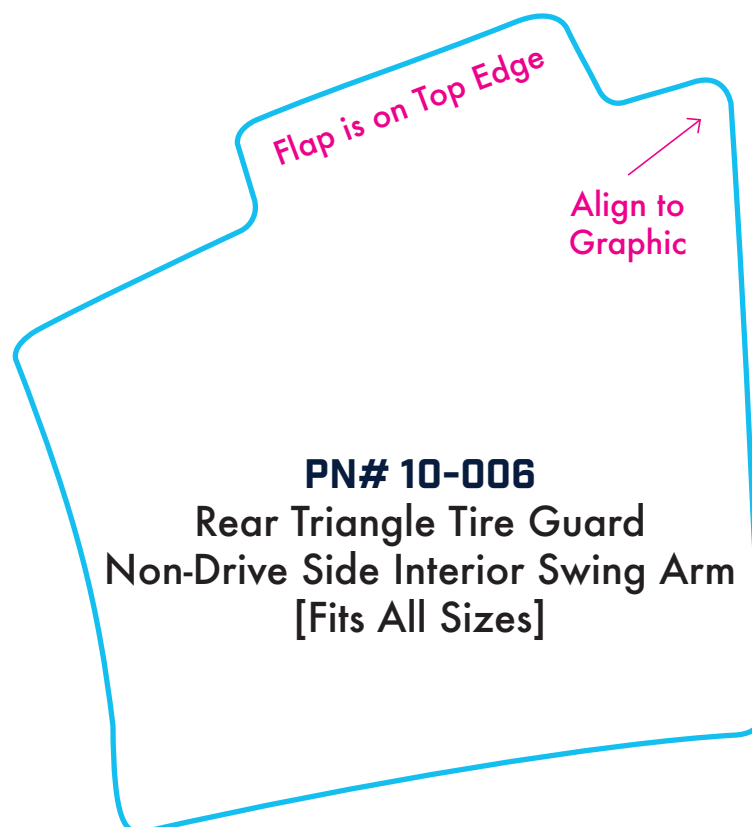 Flap is on Top Edge
Align to
Graphic
PN# 10-006
Rear Triangle Tire Guard
Non-Drive Side Interior Swing Arm
[Fits All Sizes]